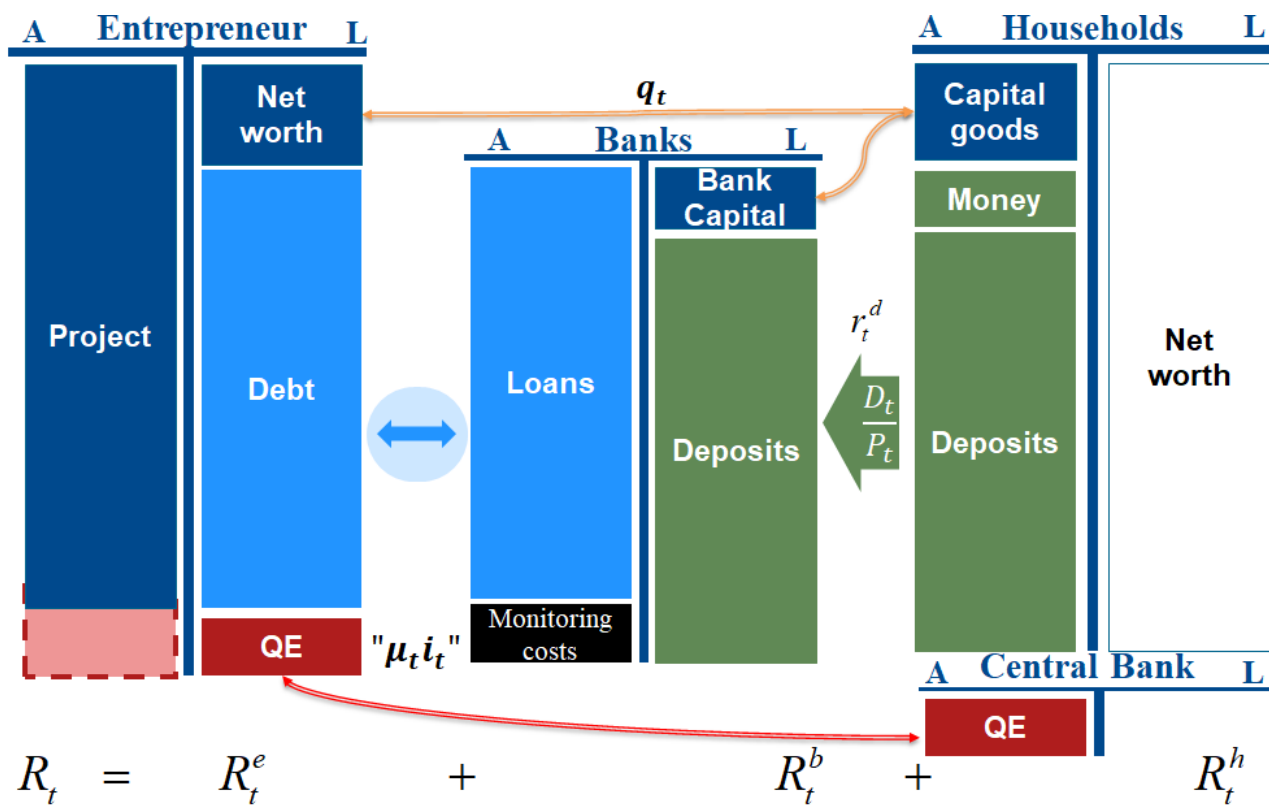 A Entrepreneur L
A Households L
Net
worth
q_t
Capital
goods
A Banks L
Bank
Capital
Money
Project
Debt
Loans
Deposits
r_t^d
D_t
P_t
Deposits
Net
worth
QE
"μ_t i_t"
Monitoring
costs
A Central Bank L
QE
R_t = R_t^e + R_t^b + R_t^h